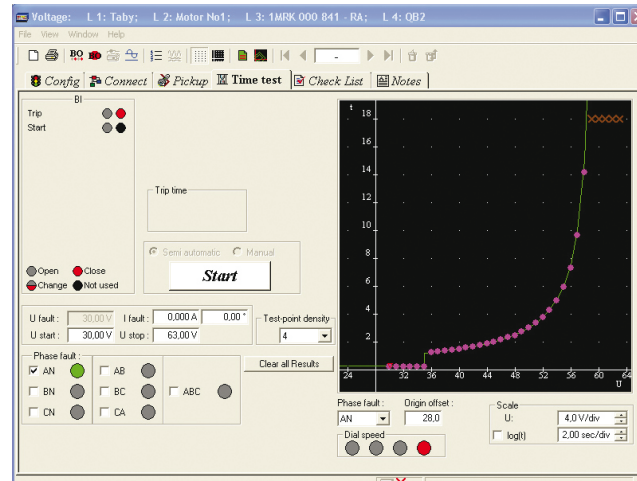 Voltage: L 1: Taby; L 2: Motor No1; L 3: 1MRK 000 841 - RA; L 4: QB2
File View Window Help
BO
-
Config Connect Pickup Time test Check List Notes
BI
Trip
Start
Trip time
Semi automatic Manual
Start
Open Close
Change Not used
U fault : 30,00 V I fault : 0,000 A 0,00 °
U start : 30,00 V U stop : 63,00 V
Test-point density
4
Phase fault :
AN AB
BN BC ABC
CN CA
Clear all Results
t
18
16
14
12
10
8
6
4
2
24 32 36 40 44 48 52 56 60 64
U
Phase fault : Origin offset :
AN 28,0
Dial speed
Scale
U: 4,0 V/div
log(t) 2,00 sec/div